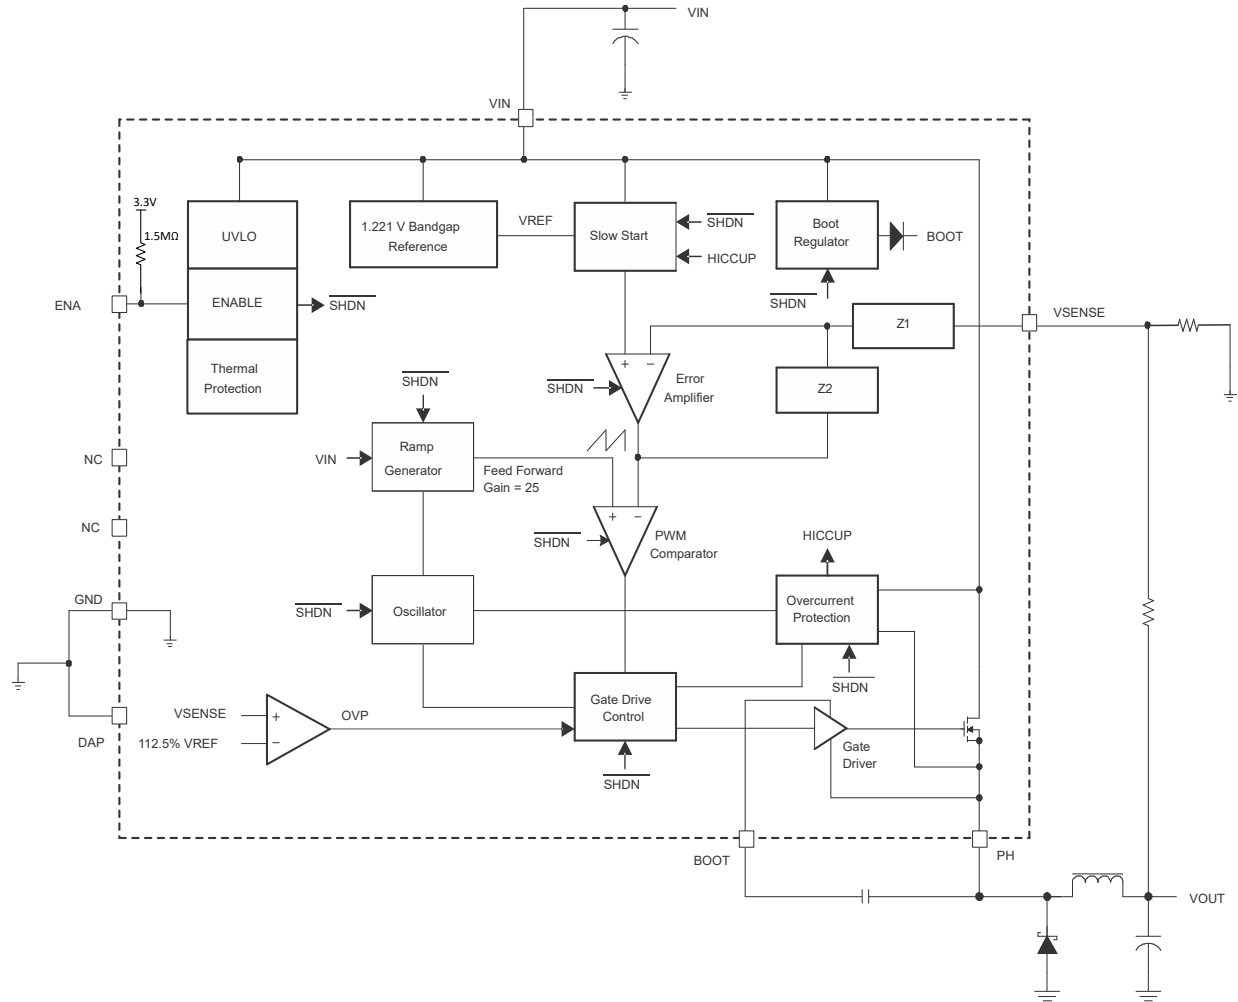 VIN
VIN
3.3V
1.5MΩ
UVLO
1.221 V Bandgap
Reference
VREF
Slow Start
SHDN
HICCUP
Boot
Regulator
BOOT
SHDN
ENA
ENABLE
SHDN
Z1
VSENSE
Thermal
Protection
SHDN
SHDN
+
−
Error
Amplifier
Z2
NC
VIN
Ramp
Generator
Feed Forward
Gain = 25
NC
+
−
SHDN
PWM
Comparator
HICCUP
GND
SHDN
Oscillator
Overcurrent
Protection
SHDN
DAP
VSENSE
+
112.5% VREF
−
OVP
Gate Drive
Control
SHDN
Gate
Driver
BOOT
PH
VOUT